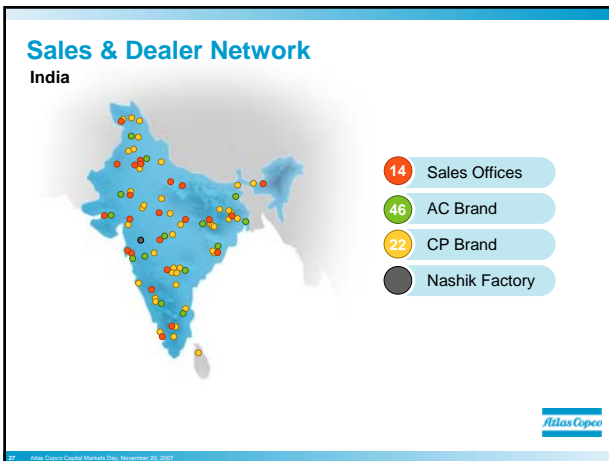 Sales & Dealer Network
India
14 Sales Offices
46 AC Brand
22 CP Brand
Nashik Factory
Atlas Copco
27 Atlas Copco Capital Markets Day, November 20, 2007